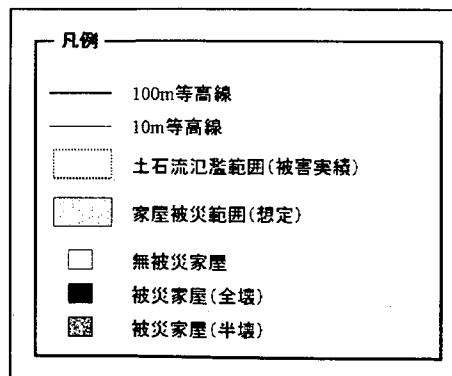 凡例
100m等高線
10m等高線
土石流氾濫範囲(被害実績)
家屋被災範囲(想定)
無被災家屋
被災家屋(全壊)
被災家屋(半壊)